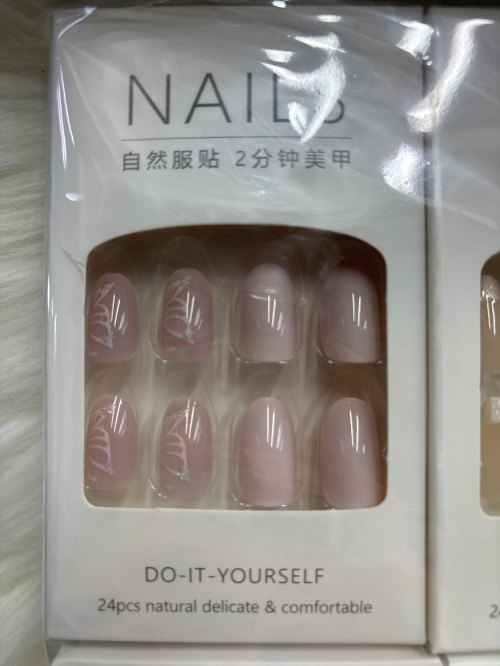 NAILS
自然服贴 2分钟美甲
DO-IT-YOURSELF
24pcs natural delicate & comfortable